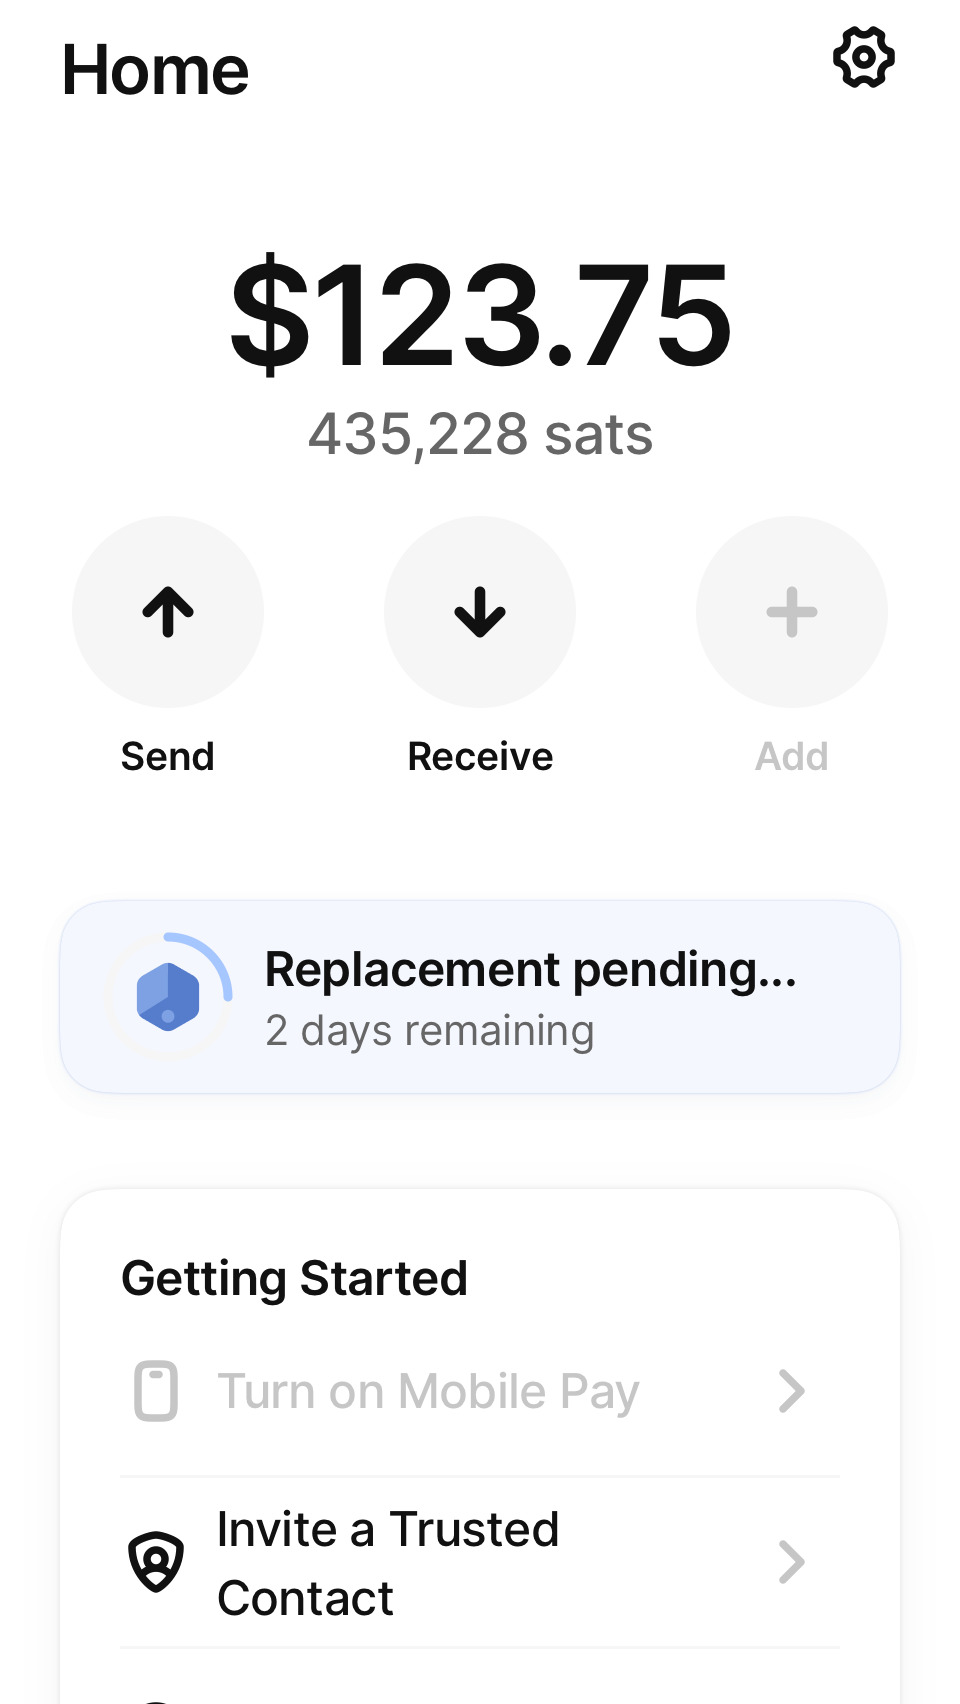 Home
$123.75
435,228 sats
Send
Receive
Add
Replacement pending...
2 days remaining
Getting Started
Turn on Mobile Pay
Invite a Trusted
Contact